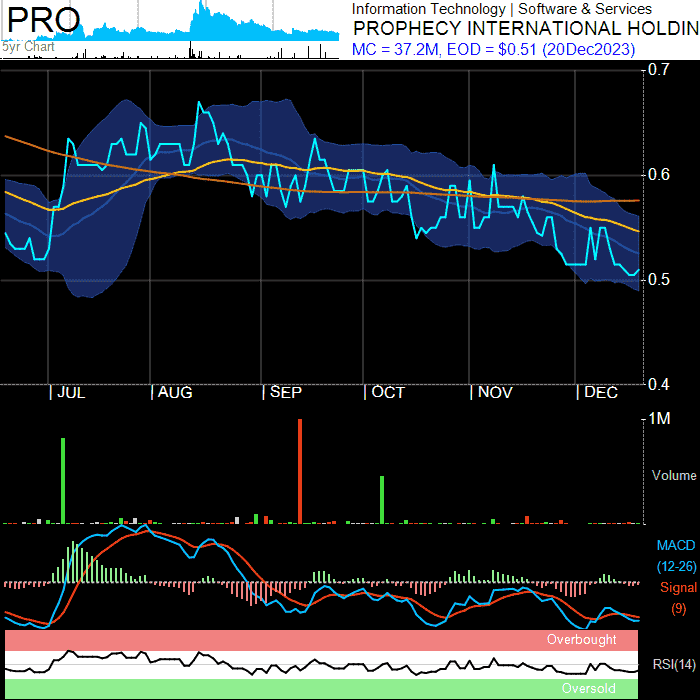 PRO
5yr Chart
Information Technology | Software & Services
PROPHECY INTERNATIONAL HOLDIN
MC = 37.2M, EOD = $0.51 (20Dec2023)
0.7
0.6
0.5
0.4
| JUL | AUG | SEP | OCT | NOV | DEC
1M
Volume
MACD
(12-26)
Signal
(9)
Overbought
RSI(14)
Oversold